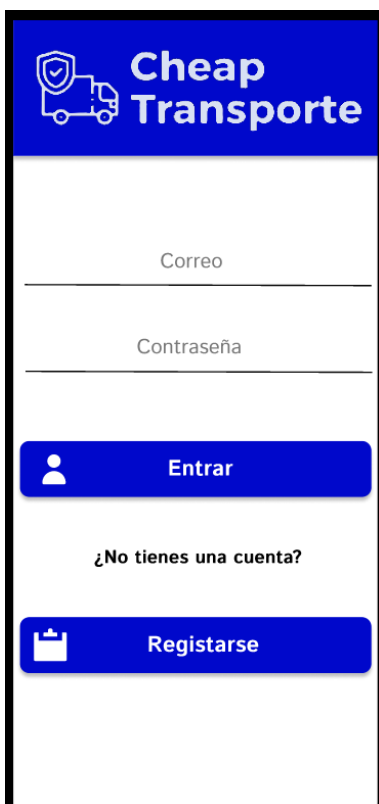 Cheap
Transporte
Correo
Contraseña
Entrar
¿No tienes una cuenta?
Registarse